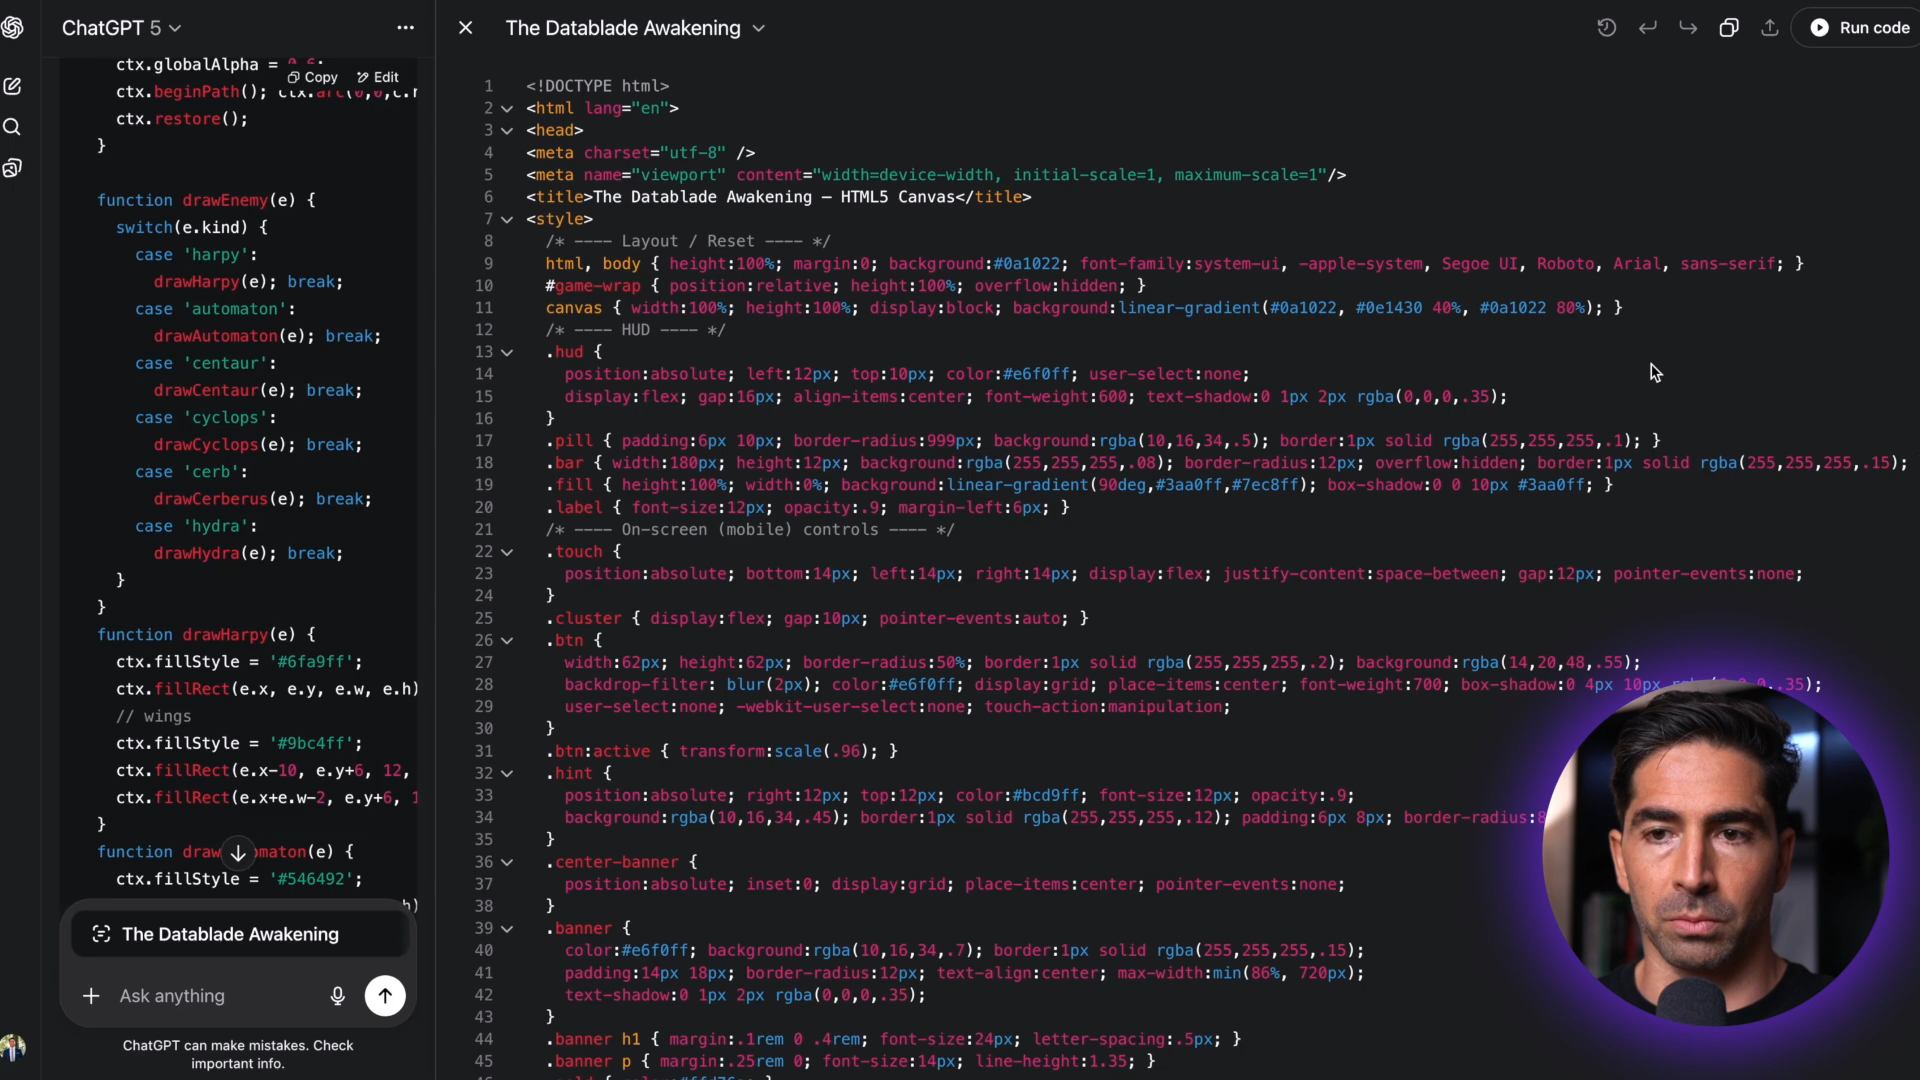 ChatGPT 5
ctx.globalAlpha = 0.6;
Copy
Edit
ctx.beginPath(); ctx.arc(0,0,c.r
ctx.restore();
}
function drawEnemy(e) {
switch(e.kind) {
case 'harpy':
drawHarpy(e); break;
case 'automaton':
drawAutomaton(e); break;
case 'centaur':
drawCentaur(e); break;
case 'cyclops':
drawCyclops(e); break;
case 'cerb':
drawCerberus(e); break;
case 'hydra':
drawHydra(e); break;
}
}
function drawHarpy(e) {
ctx.fillStyle = '#6fa9ff';
ctx.fillRect(e.x, e.y, e.w, e.h)
// wings
ctx.fillStyle = '#9bc4ff';
ctx.fillRect(e.x-10, e.y+6, 12,
ctx.fillRect(e.x+e.w-2, e.y+6, 1
}
function draw maton(e) {
ctx.fillStyle = '#546492';
h)
The Datablade Awakening
Ask anything
ChatGPT can make mistakes. Check
important info.
The Datablade Awakening
Run code
1 <!DOCTYPE html>
2 <html lang="en">
3 <head>
4 <meta charset="utf-8" />
5 <meta name="viewport" content="width=device-width, initial-scale=1, maximum-scale=1"/>
6 <title>The Datablade Awakening — HTML5 Canvas</title>
7 <style>
8 /* ---- Layout / Reset ---- */
9 html, body { height:100%; margin:0; background:#0a1022; font-family:system-ui, -apple-system, Segoe UI, Roboto, Arial, sans-serif; }
10 #game-wrap { position:relative; height:100%; overflow:hidden; }
11 canvas { width:100%; height:100%; display:block; background:linear-gradient(#0a1022, #0e1430 40%, #0a1022 80%); }
12 /* ---- HUD ---- */
13 .hud {
14 position:absolute; left:12px; top:10px; color:#e6f0ff; user-select:none;
15 display:flex; gap:16px; align-items:center; font-weight:600; text-shadow:0 1px 2px rgba(0,0,0,.35);
16 }
17 .pill { padding:6px 10px; border-radius:999px; background:rgba(10,16,34,.5); border:1px solid rgba(255,255,255,.1); }
18 .bar { width:180px; height:12px; background:rgba(255,255,255,.08); border-radius:12px; overflow:hidden; border:1px solid rgba(255,255,255,.15);
19 .fill { height:100%; width:0%; background:linear-gradient(90deg,#3aa0ff,#7ec8ff); box-shadow:0 0 10px #3aa0ff; }
20 .label { font-size:12px; opacity:.9; margin-left:6px; }
21 /* ---- On-screen (mobile) controls ---- */
22 .touch {
23 position:absolute; bottom:14px; left:14px; right:14px; display:flex; justify-content:space-between; gap:12px; pointer-events:none;
24 }
25 .cluster { display:flex; gap:10px; pointer-events:auto; }
26 .btn {
27 width:62px; height:62px; border-radius:50%; border:1px solid rgba(255,255,255,.2); background:rgba(14,20,48,.55);
28 backdrop-filter: blur(2px); color:#e6f0ff; display:grid; place-items:center; font-weight:700; box-shadow:0 4px 10px rgba(0,0,0,.35);
29 user-select:none; -webkit-user-select:none; touch-action:manipulation;
30 }
31 .btn:active { transform:scale(.96); }
32 .hint {
33 position:absolute; right:12px; top:12px; color:#bcd9ff; font-size:12px; opacity:.9;
34 background:rgba(10,16,34,.45); border:1px solid rgba(255,255,255,.12); padding:6px 8px; border-radius:8
35 }
36 .center-banner {
37 position:absolute; inset:0; display:grid; place-items:center; pointer-events:none;
38 }
39 .banner {
40 color:#e6f0ff; background:rgba(10,16,34,.7); border:1px solid rgba(255,255,255,.15);
41 padding:14px 18px; border-radius:12px; text-align:center; max-width:min(86%, 720px);
42 text-shadow:0 1px 2px rgba(0,0,0,.35);
43 }
44 .banner h1 { margin:.1rem 0 .4rem; font-size:24px; letter-spacing:.5px; }
45 .banner p { margin:.25rem 0; font-size:14px; line-height:1.35; }